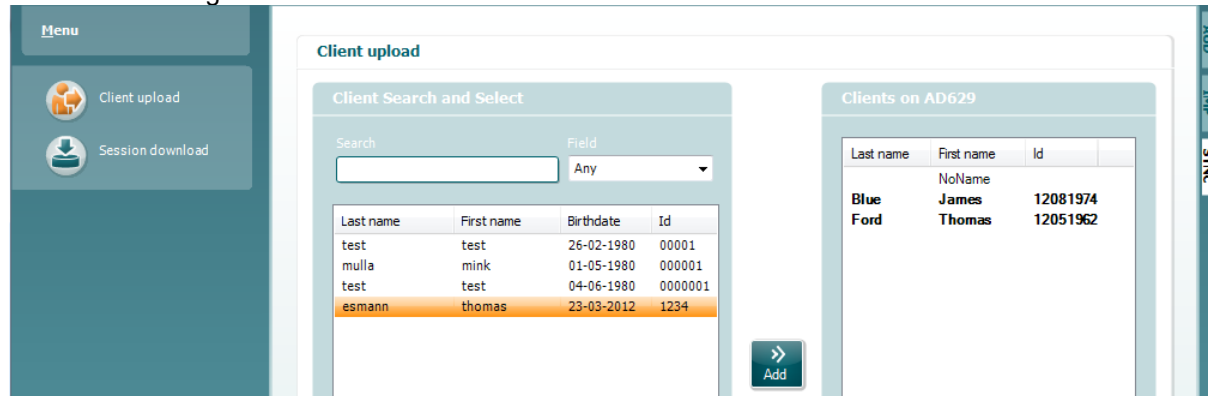 Menu
Client upload
Session download
Client upload
Client Search and Select
Search Field
Any
Last name First name Birthdate Id
test test 26-02-1980 00001
mulla mink 01-05-1980 000001
test test 04-06-1980 0000001
esmann thomas 23-03-2012 1234
Add
Clients on AD629
Last name First name Id
NoName
Blue James 12081974
Ford Thomas 12051962
AUD
SYNC